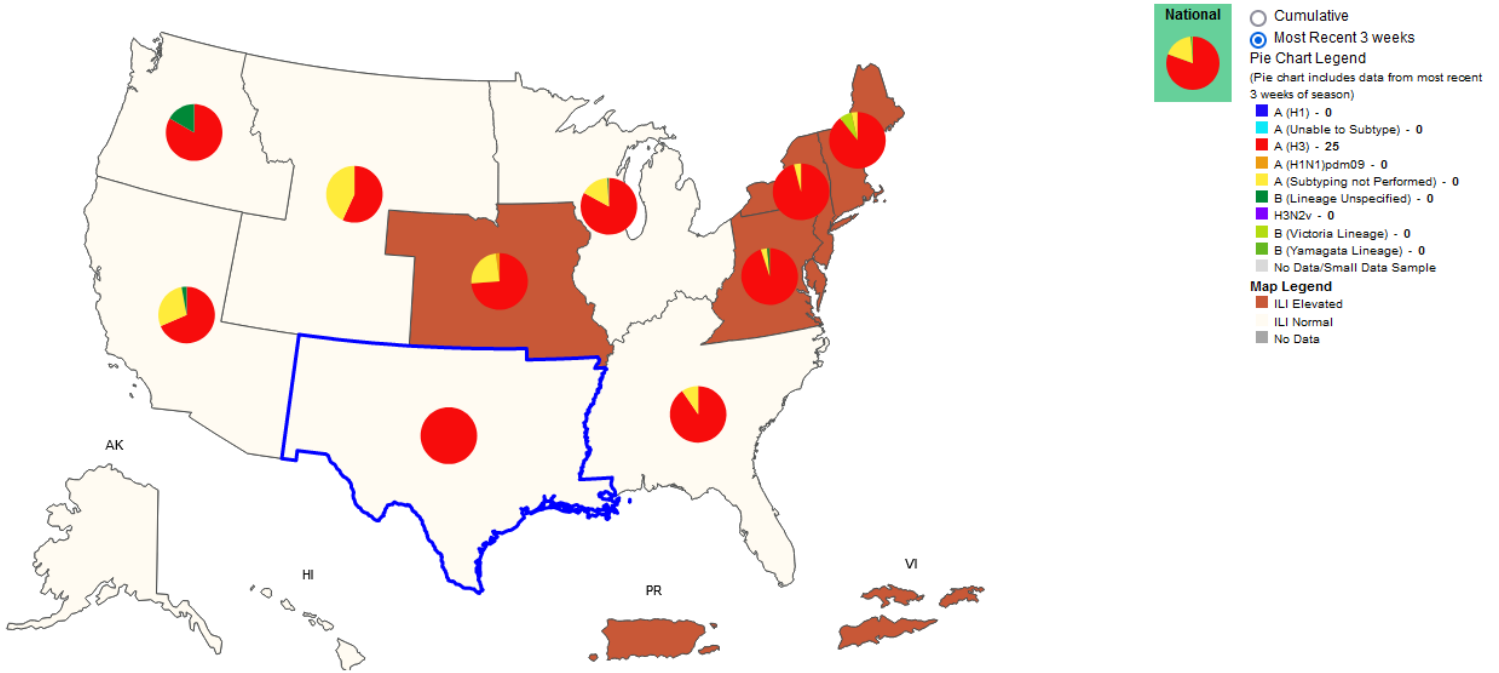 National
Cumulative
Most Recent 3 weeks
Pie Chart Legend
(Pie chart includes data from most recent
3 weeks of season)
A (H1) - 0
A (Unable to Subtype) - 0
A (H3) - 25
A (H1N1)pdm09 - 0
A (Subtyping not Performed) - 0
B (Lineage Unspecified) - 0
H3N2v - 0
B (Victoria Lineage) - 0
B (Yamagata Lineage) - 0
No Data/Small Data Sample
Map Legend
ILI Elevated
ILI Normal
No Data
AK
HI
PR
VI